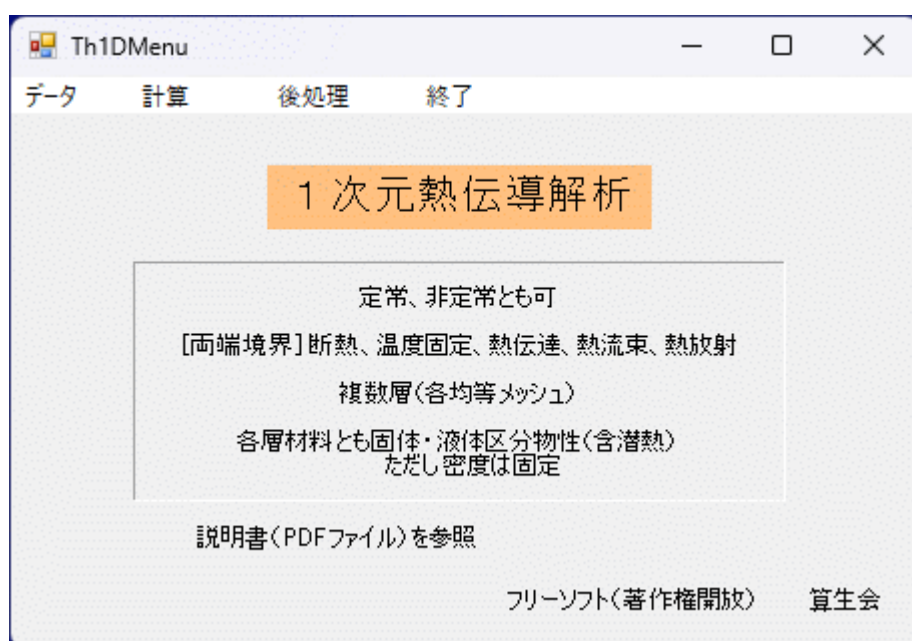 Th1DMenu
データ 計算 後処理 終了
1次元熱伝導解析
定常、非定常とも可
[両端境界]断熱、温度固定、熱伝達、熱流束、熱放射
複数層(各均等メッシュ)
各層材料とも固体・液体区分物性(含潜熱)
ただし密度は固定
説明書(PDFファイル)を参照
フリーソフト(著作権開放) 算生会